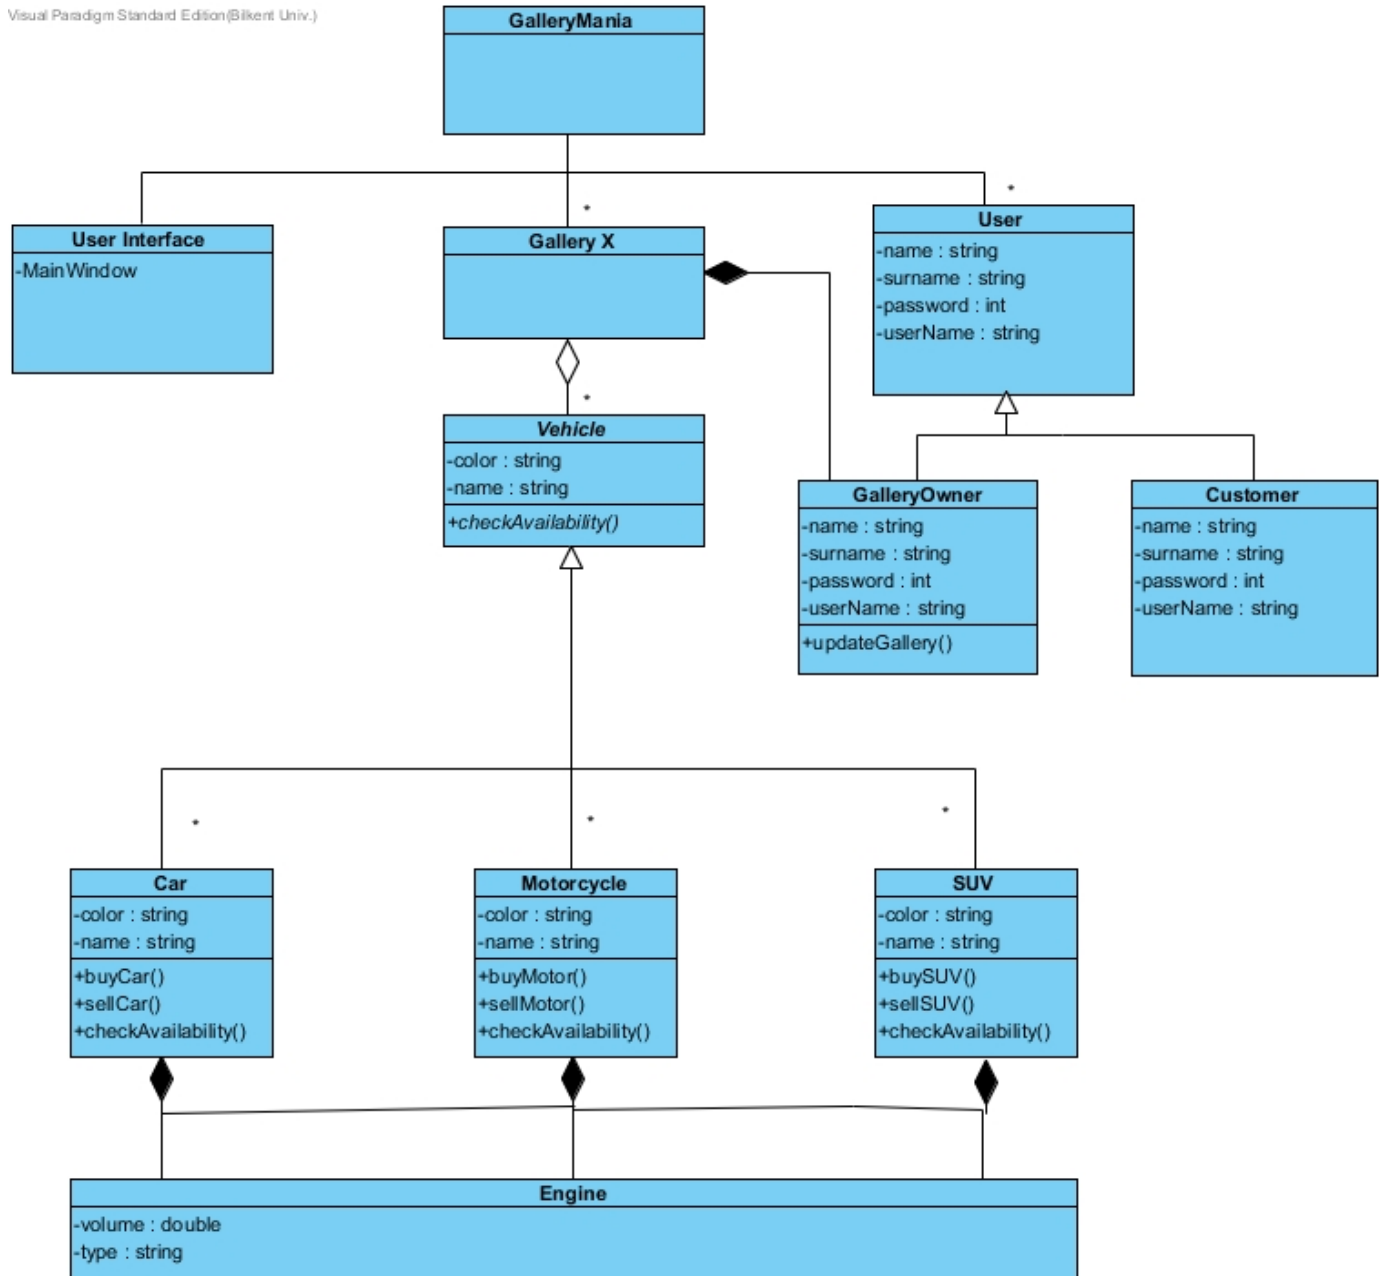 Visual Paradigm Standard Edition(Bilkent Univ.)
GalleryMania
*
*
User Interface
-MainWindow
Gallery X
User
-name : string
-surname : string
-password : int
-userName : string
*
Vehicle
-color : string
-name : string
+checkAvailability()
GalleryOwner
-name : string
-surname : string
-password : int
-userName : string
+updateGallery()
Customer
-name : string
-surname : string
-password : int
-userName : string
*
*
*
Car
-color : string
-name : string
+buyCar()
+sellCar()
+checkAvailability()
Motorcycle
-color : string
-name : string
+buyMotor()
+sellMotor()
+checkAvailability()
SUV
-color : string
-name : string
+buySUV()
+sellSUV()
+checkAvailability()
Engine
-volume : double
-type : string